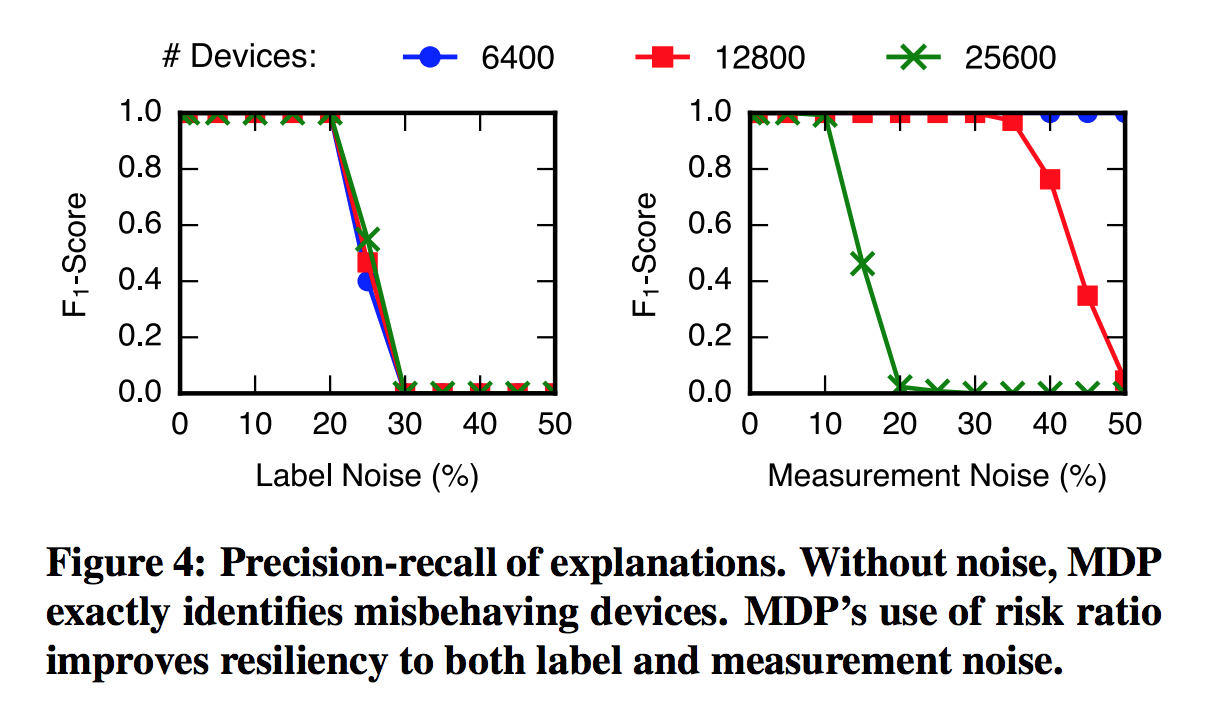 # Devices: 6400 12800 25600
1.0
0.8
0.6
0.4
0.2
0.0
F₁-Score
0 10 20 30 40 50
Label Noise (%)
1.0
0.8
0.6
0.4
0.2
0.0
F₁-Score
0 10 20 30 40 50
Measurement Noise (%)
Figure 4: Precision-recall of explanations. Without noise, MDP
exactly identifies misbehaving devices. MDP’s use of risk ratio
improves resiliency to both label and measurement noise.